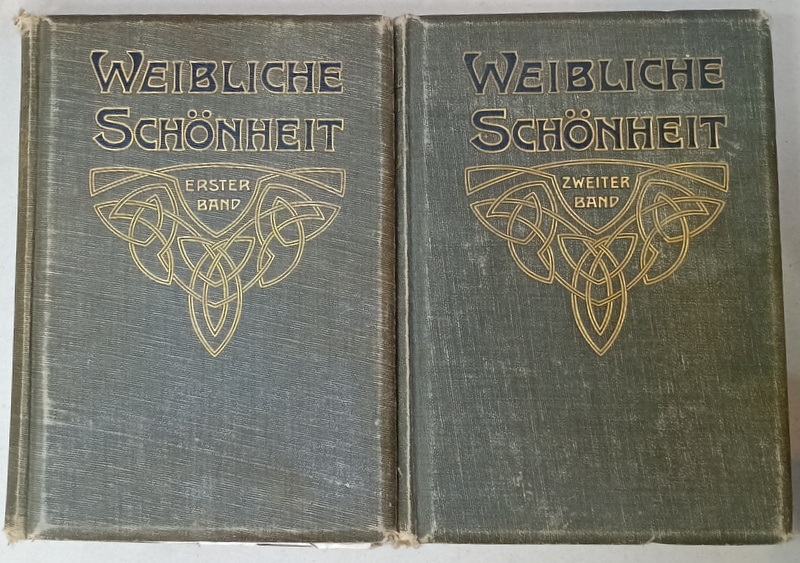 WEIBLICHE
SCHÖNHEIT
ERSTER
BAND
WEIBLICHE
SCHÖNHEIT
ZWEITER
BAND